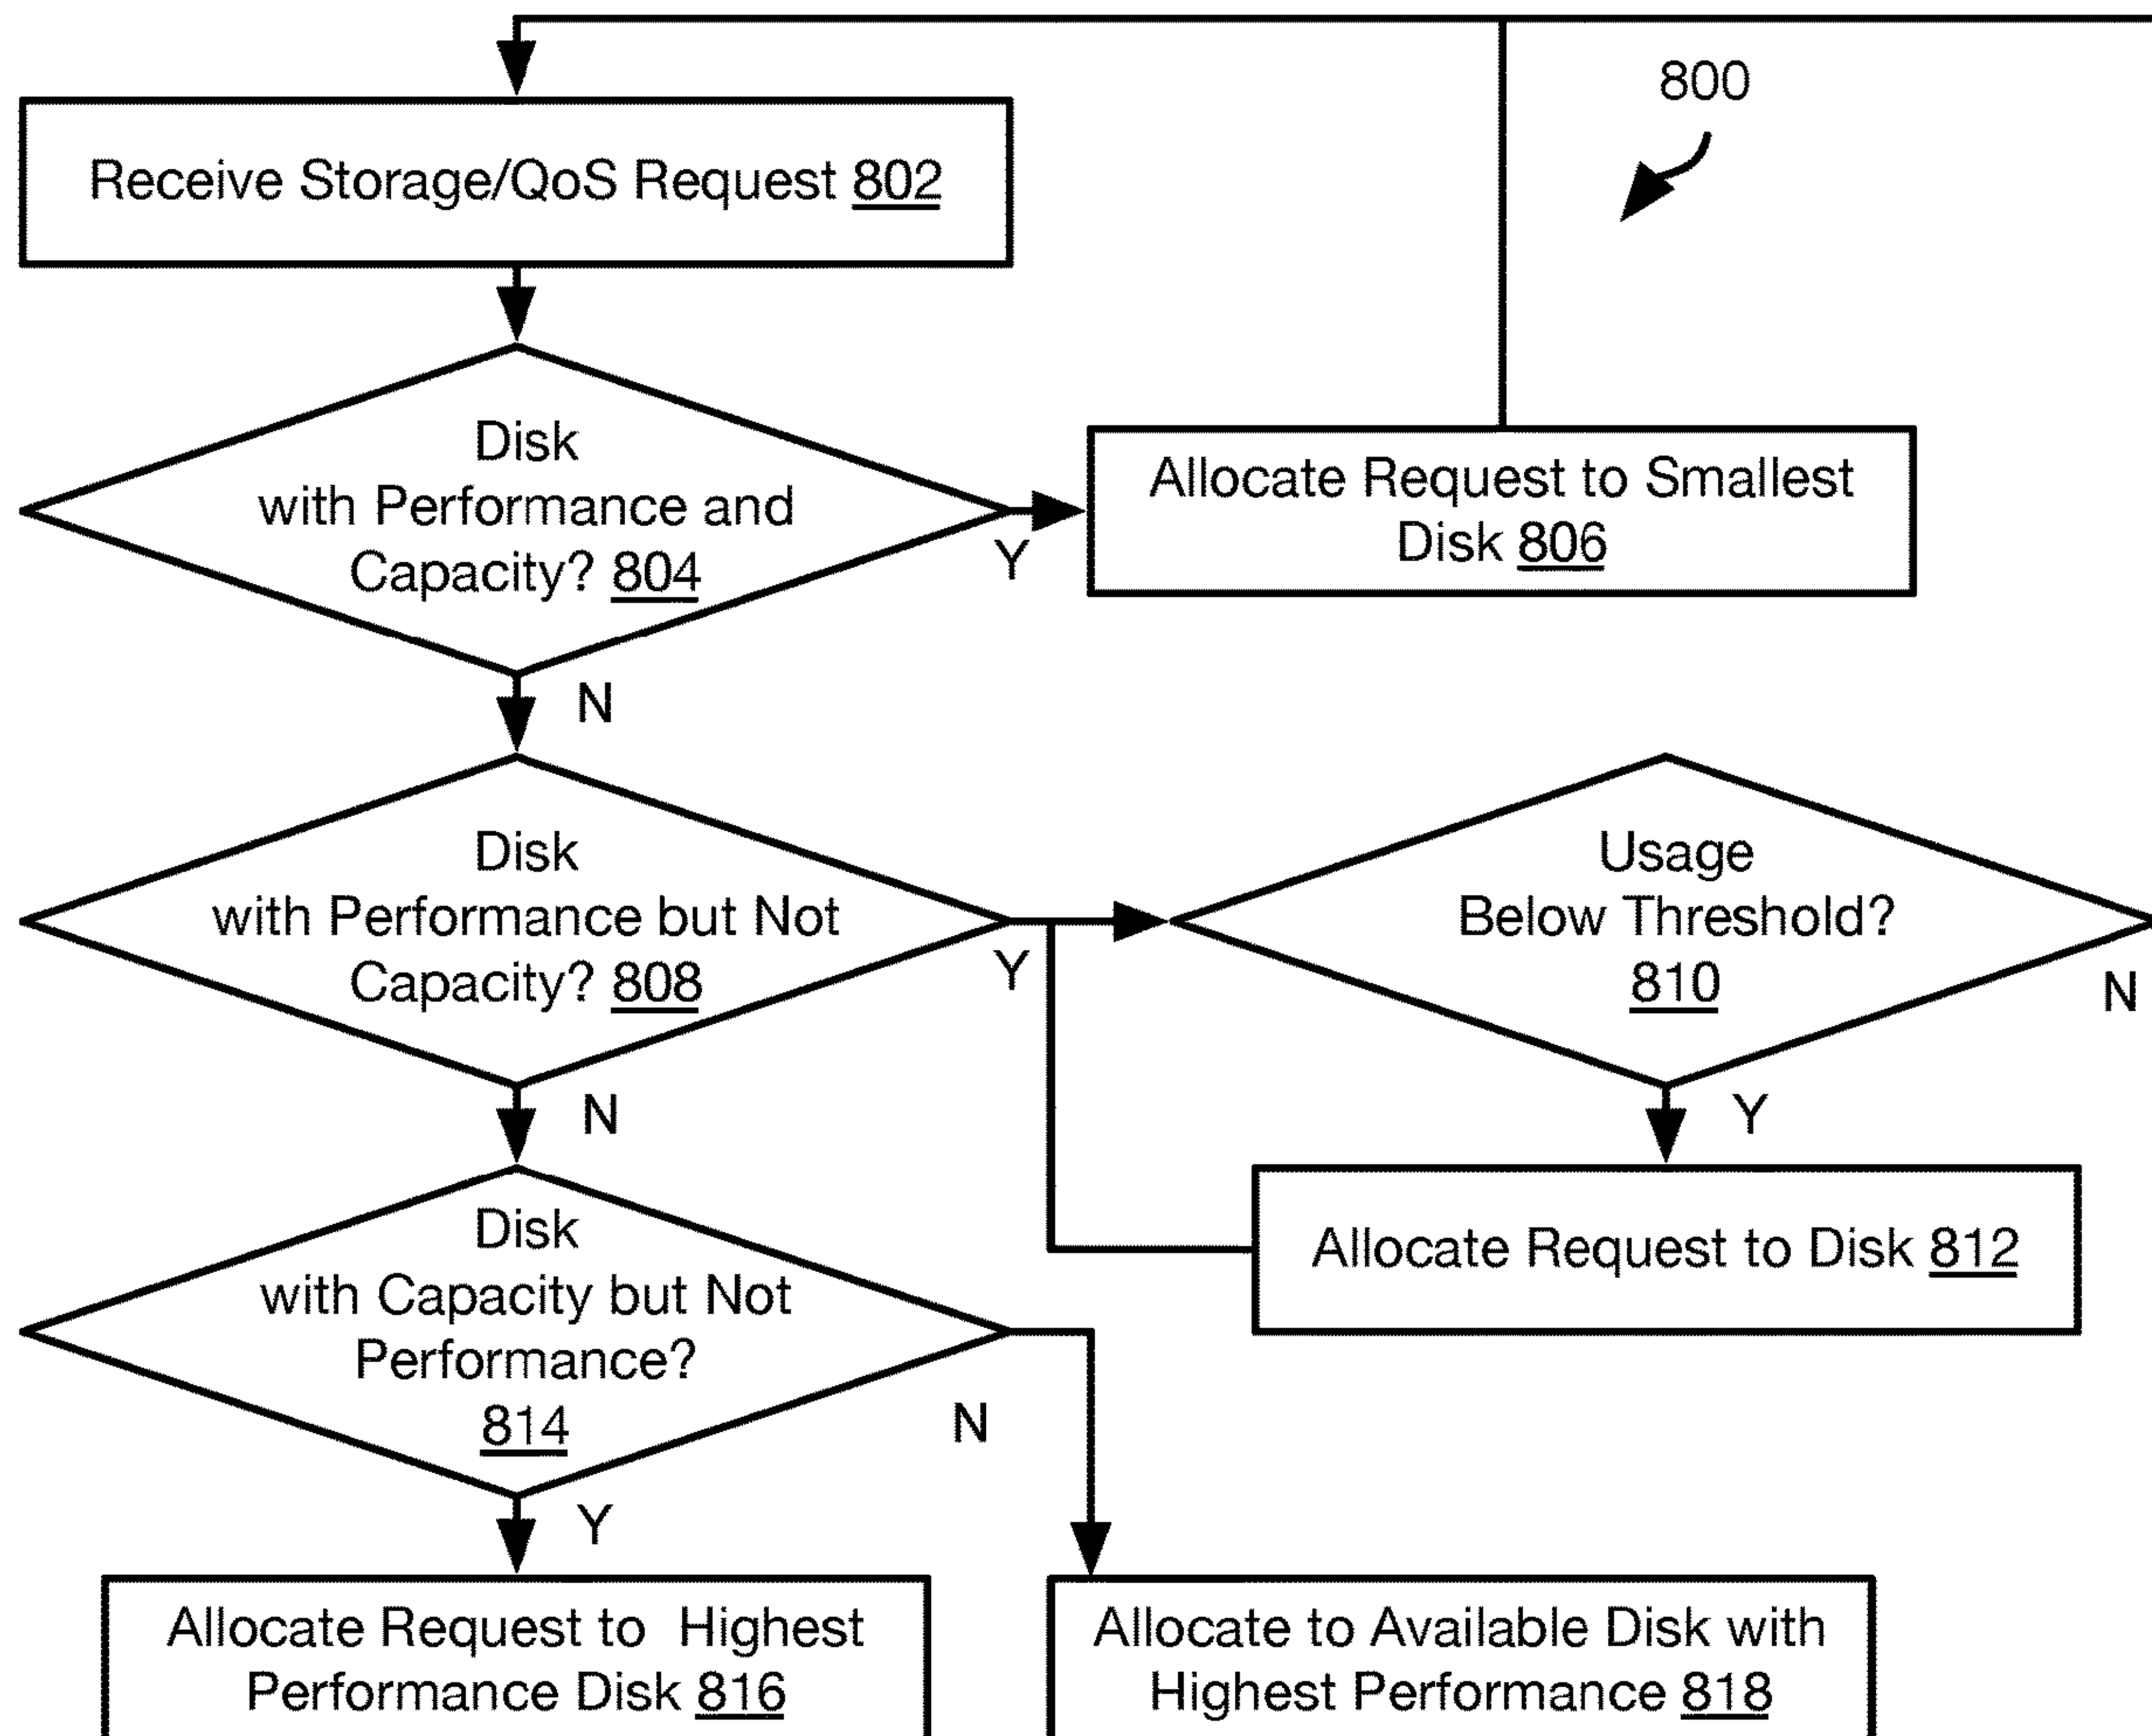 800
Receive Storage/QoS Request 802
Disk
with Performance and
Capacity? 804
Y
Allocate Request to Smallest
Disk 806
N
Disk
with Performance but Not
Capacity? 808
Y
Usage
Below Threshold?
810
N
N
Y
Disk
with Capacity but Not
Performance?
814
Allocate Request to Disk 812
N
Y
Allocate Request to Highest
Performance Disk 816
Allocate to Available Disk with
Highest Performance 818